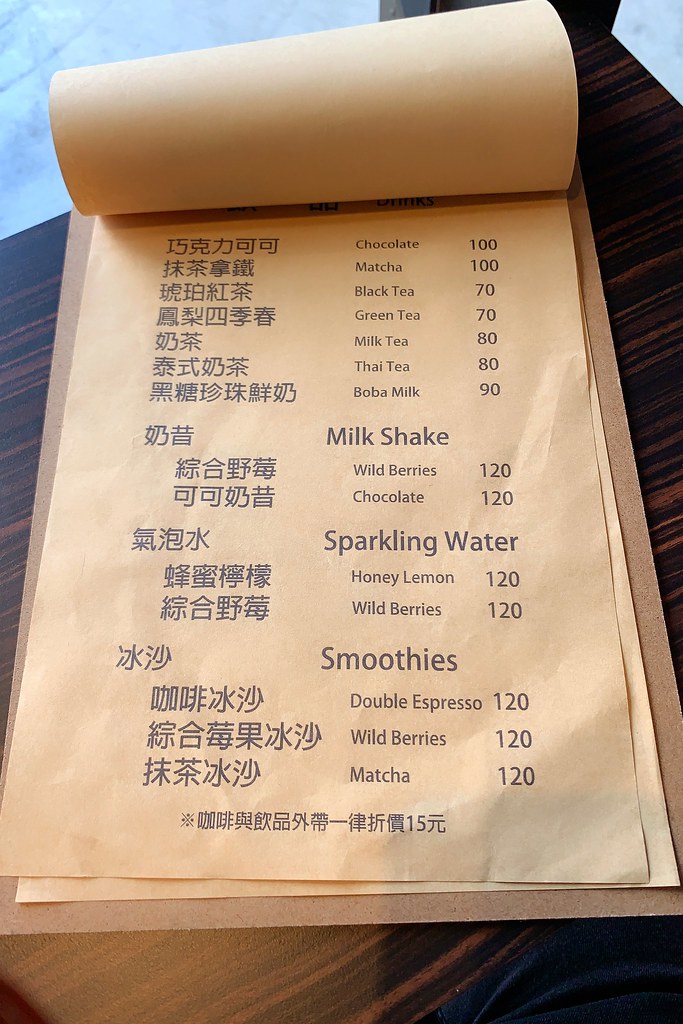 飲 品 Drinks
巧克力可可 Chocolate 100
抹茶拿鐵 Matcha 100
琥珀紅茶 Black Tea 70
鳳梨四季春 Green Tea 70
奶茶 Milk Tea 80
泰式奶茶 Thai Tea 80
黑糖珍珠鮮奶 Boba Milk 90
奶昔 Milk Shake
綜合野莓 Wild Berries 120
可可奶昔 Chocolate 120
氣泡水 Sparkling Water
蜂蜜檸檬 Honey Lemon 120
綜合野莓 Wild Berries 120
冰沙 Smoothies
咖啡冰沙 Double Espresso 120
綜合莓果冰沙 Wild Berries 120
抹茶冰沙 Matcha 120
※咖啡與飲品外帶一律折價15元